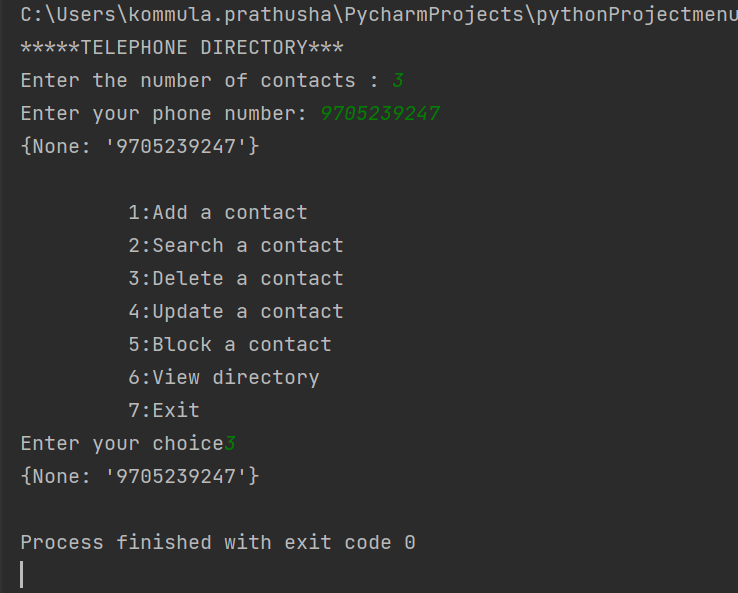 C:\Users\kommula.prathusha\PycharmProjects\pythonProjectmenu
*****TELEPHONE DIRECTORY***
Enter the number of contacts : 3
Enter your phone number: 9705239247
{None: '9705239247'}
1:Add a contact
2:Search a contact
3:Delete a contact
4:Update a contact
5:Block a contact
6:View directory
7:Exit
Enter your choice3
{None: '9705239247'}
Process finished with exit code 0